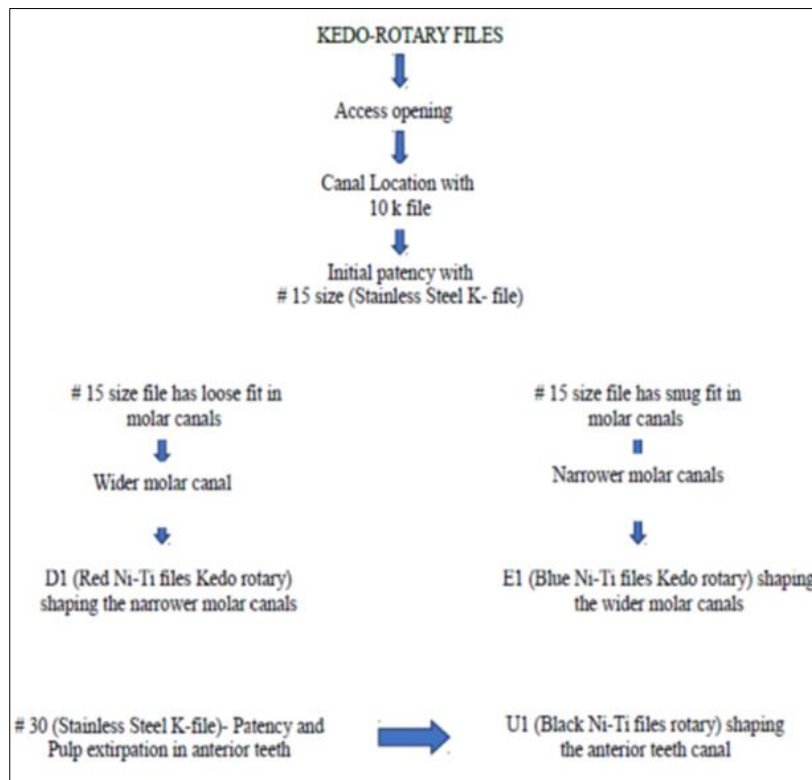 KEDO-ROTARY FILES
Access opening
Canal Location with
10 k file
Initial patency with
# 15 size (Stainless Steel K- file)
# 15 size file has loose fit in
molar canals
Wider molar canal
D1 (Red Ni-Ti files Kedo rotary)
shaping the narrower molar canals
# 15 size file has snug fit in
molar canals
Narrower molar canals
E1 (Blue Ni-Ti files Kedo rotary) shaping
the wider molar canals
# 30 (Stainless Steel K-file)- Patency and
Pulp extirpation in anterior teeth
U1 (Black Ni-Ti files rotary) shaping
the anterior teeth canal